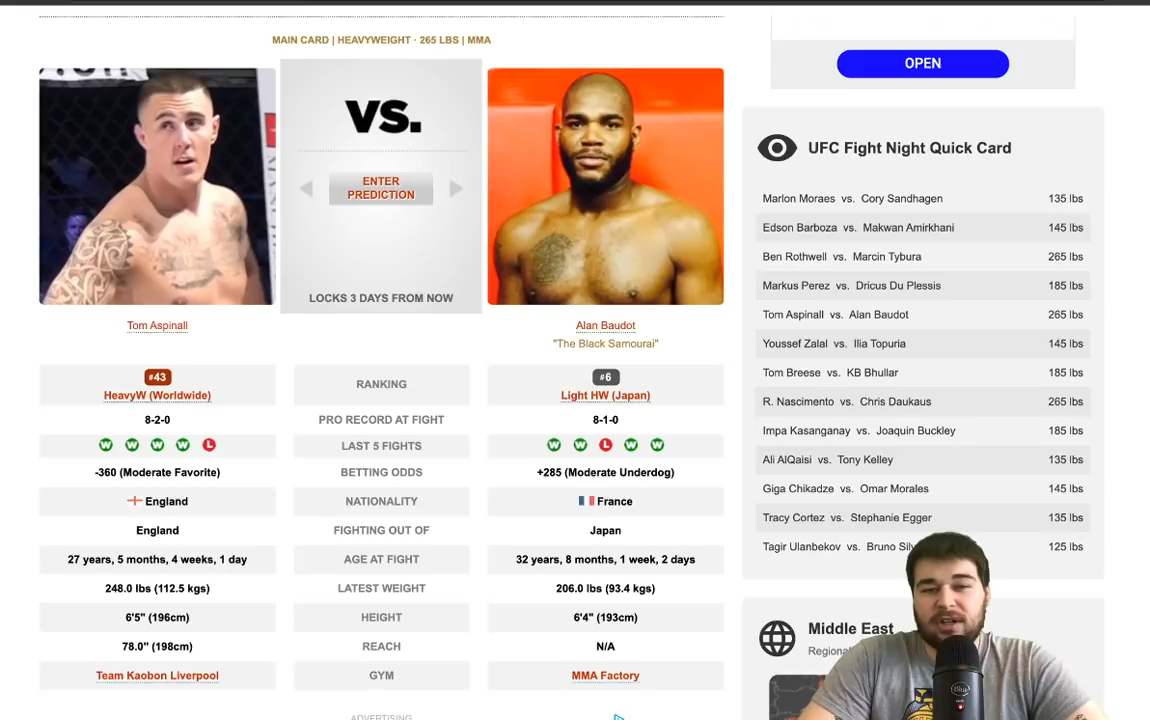 MAIN CARD | HEAVYWEIGHT · 265 LBS | MMA
VS.
ENTER
PREDICTION
LOCKS 3 DAYS FROM NOW
Tom Aspinall
Alan Baudot
"The Black Samourai"
#43
HeavyW (Worldwide)
RANKING
#6
Light HW (Japan)
8-2-0
PRO RECORD AT FIGHT
8-1-0
W W W W L
LAST 5 FIGHTS
W W L W W
-360 (Moderate Favorite)
BETTING ODDS
+285 (Moderate Underdog)
England
NATIONALITY
France
England
FIGHTING OUT OF
Japan
27 years, 5 months, 4 weeks, 1 day
AGE AT FIGHT
32 years, 8 months, 1 week, 2 days
248.0 lbs (112.5 kgs)
LATEST WEIGHT
206.0 lbs (93.4 kgs)
6'5" (196cm)
HEIGHT
6'4" (193cm)
78.0" (198cm)
REACH
N/A
Team Kaobon Liverpool
GYM
MMA Factory
ADVERTISING
OPEN
UFC Fight Night Quick Card
Marlon Moraes vs. Cory Sandhagen 135 lbs
Edson Barboza vs. Makwan Amirkhani 145 lbs
Ben Rothwell vs. Marcin Tybura 265 lbs
Markus Perez vs. Dricus Du Plessis 185 lbs
Tom Aspinall vs. Alan Baudot 265 lbs
Youssef Zalal vs. Ilia Topuria 145 lbs
Tom Breese vs. KB Bhullar 185 lbs
R. Nascimento vs. Chris Daukaus 265 lbs
Impa Kasanganay vs. Joaquin Buckley 185 lbs
Ali AlQaisi vs. Tony Kelley 135 lbs
Giga Chikadze vs. Omar Morales 145 lbs
Tracy Cortez vs. Stephanie Egger 135 lbs
Tagir Ulanbekov vs. Bruno 125 lbs
Middle East
Regional
Blue